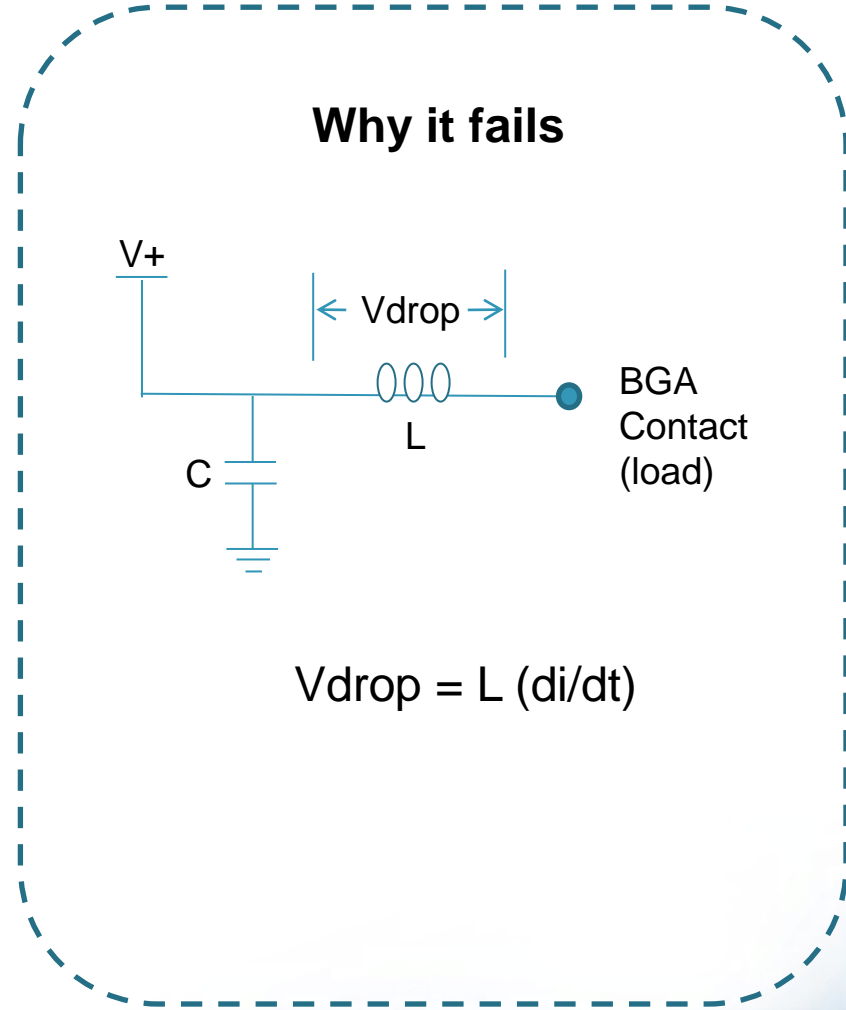 Why it fails
V+
Vdrop
L
BGA
Contact
(load)
C
Vdrop = L (di/dt)